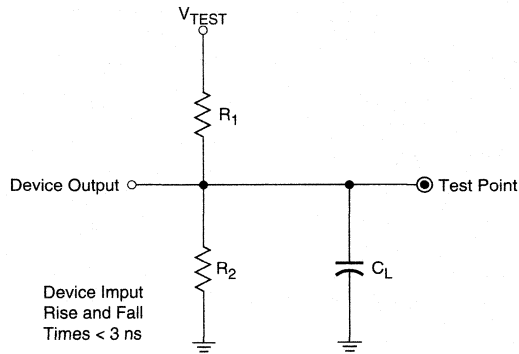 VTEST
R1
Device Output
Test Point
R2
CL
Device Imput
Rise and Fall
Times < 3 ns